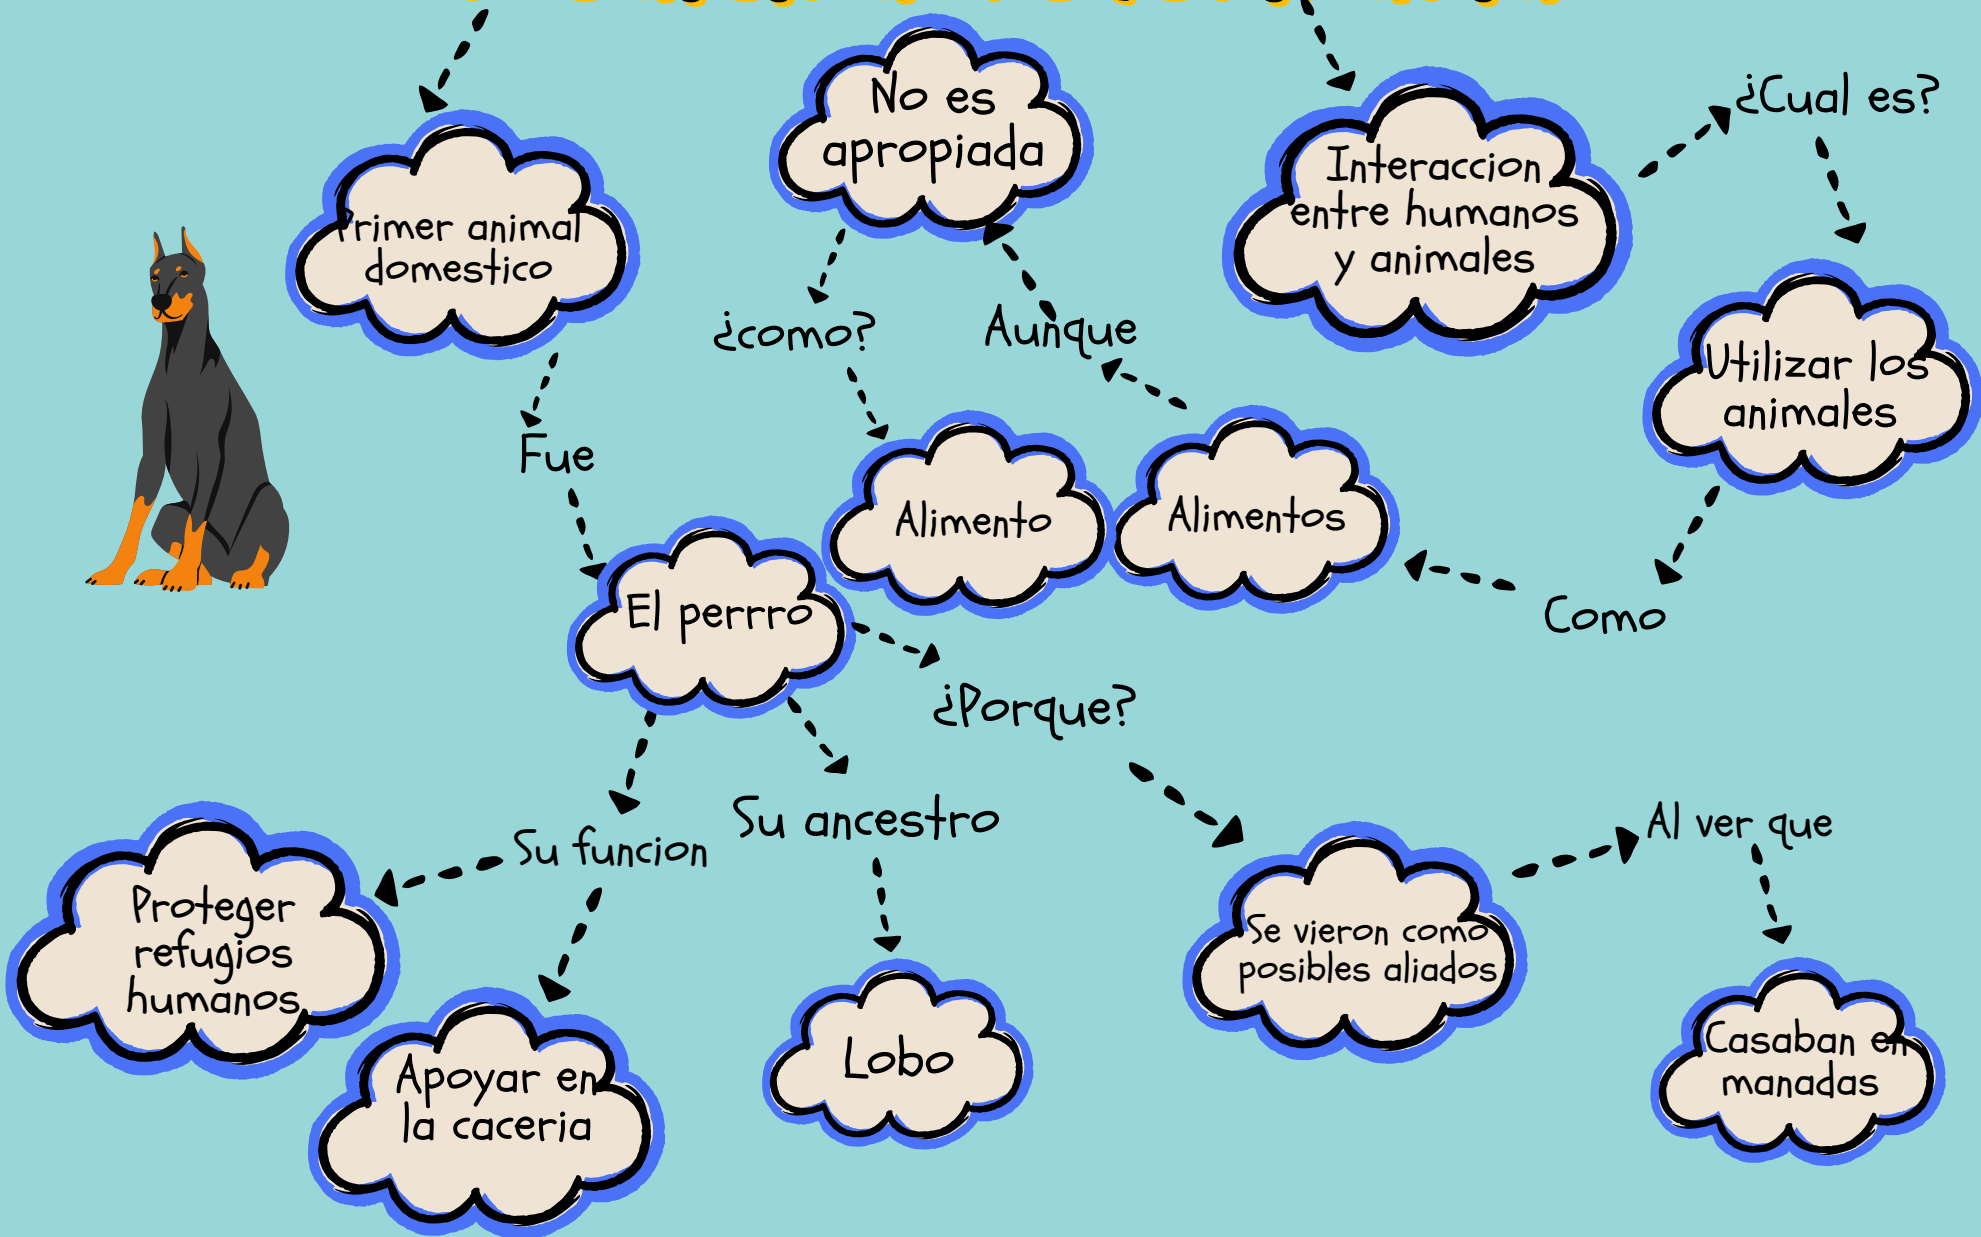 No es
apropiada
¿Cual es?
Interaccion
entre humanos
y animales
Primer animal
domestico
¿como?
Aunque
Utilizar los
animales
Fue
Alimento
Alimentos
El perrro
Como
¿Porque?
Su funcion
Su ancestro
Al ver que
Proteger
refugios
humanos
Se vieron como
posibles aliados
Apoyar en
la caceria
Lobo
Casaban en
manadas